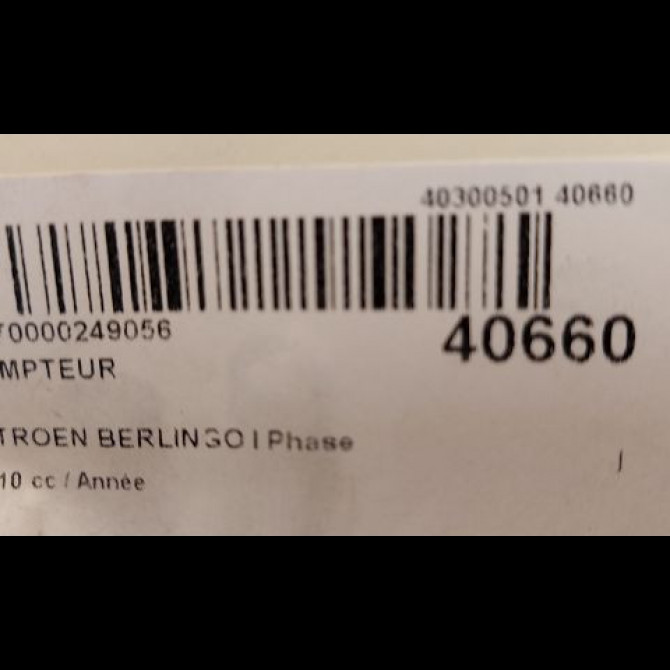 40300501 40660
70000249056
40660
MPTEUR
TROEN BERLINGO I Phase
10 cc / Année